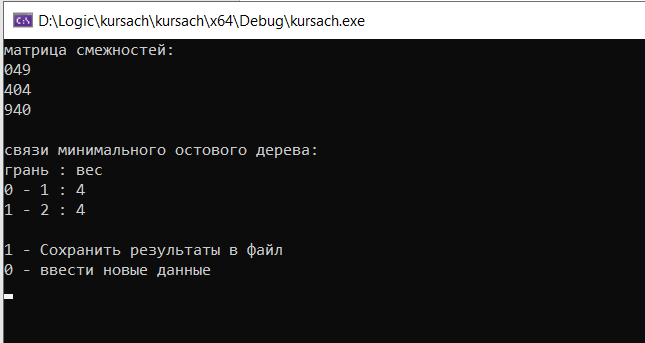 D:\Logic\kursach\kursach\x64\Debug\kursach.exe
матрица смежностей:
049
404
940
связи минимального остового дерева:
грань : вес
0 - 1 : 4
1 - 2 : 4
1 - Сохранить результаты в файл
0 - ввести новые данные